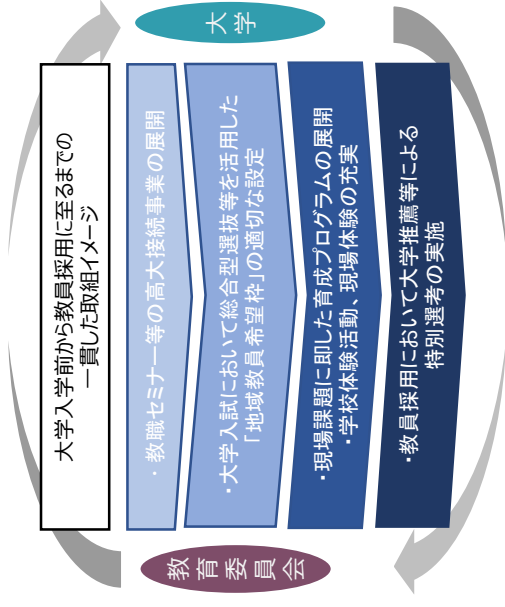 大学入学前から教員採用に至るまでの
一貫した取組イメージ
・教職セミナー等の高大接続事業の展開
・大学入試において総合型選抜等を活用した
「地域教員希望枠」の適切な設定
・現場課題に即した育成プログラムの展開
・学校体験活動、現場体験の充実
・教員採用において大学推薦等による
特別選考の実施
教育委員会
大学